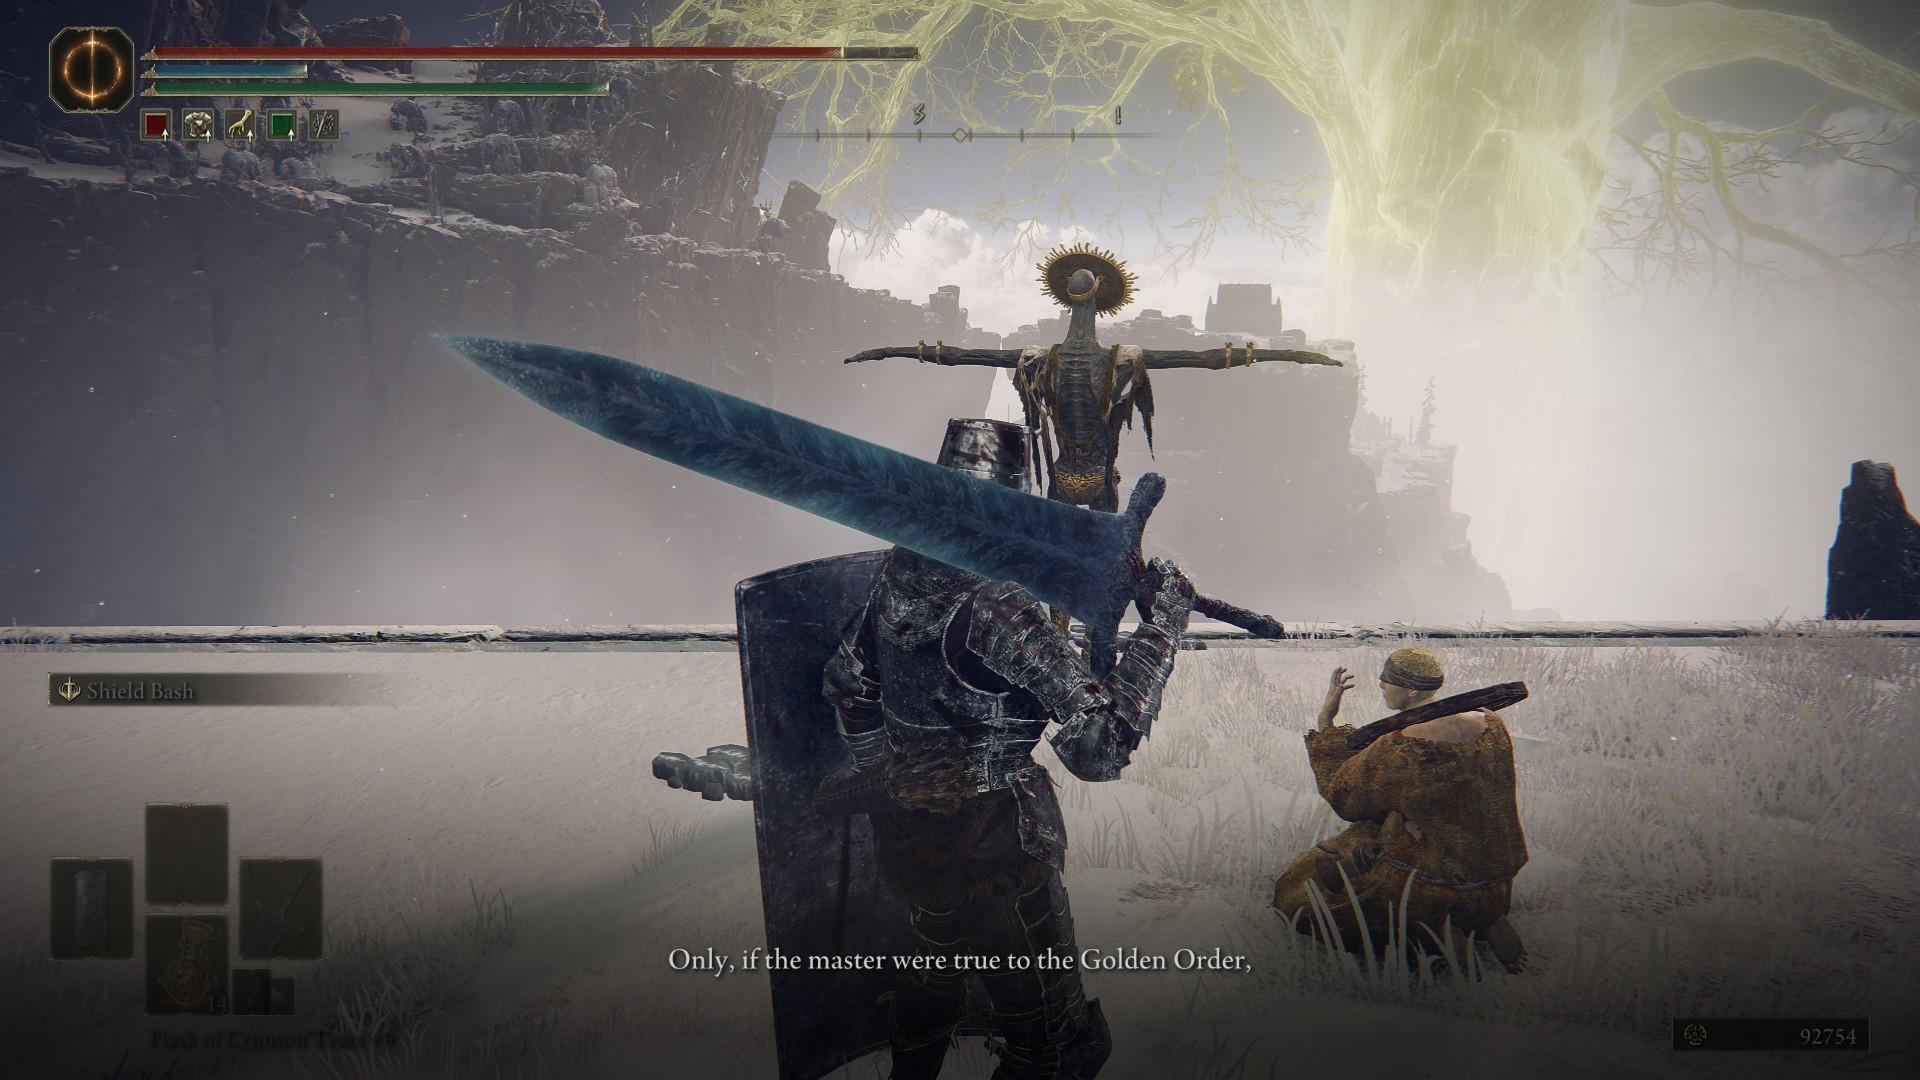 S
!
Shield Bash
Only, if the master were true to the Golden Order,
14
Flask of Crimson Tears +9
92754